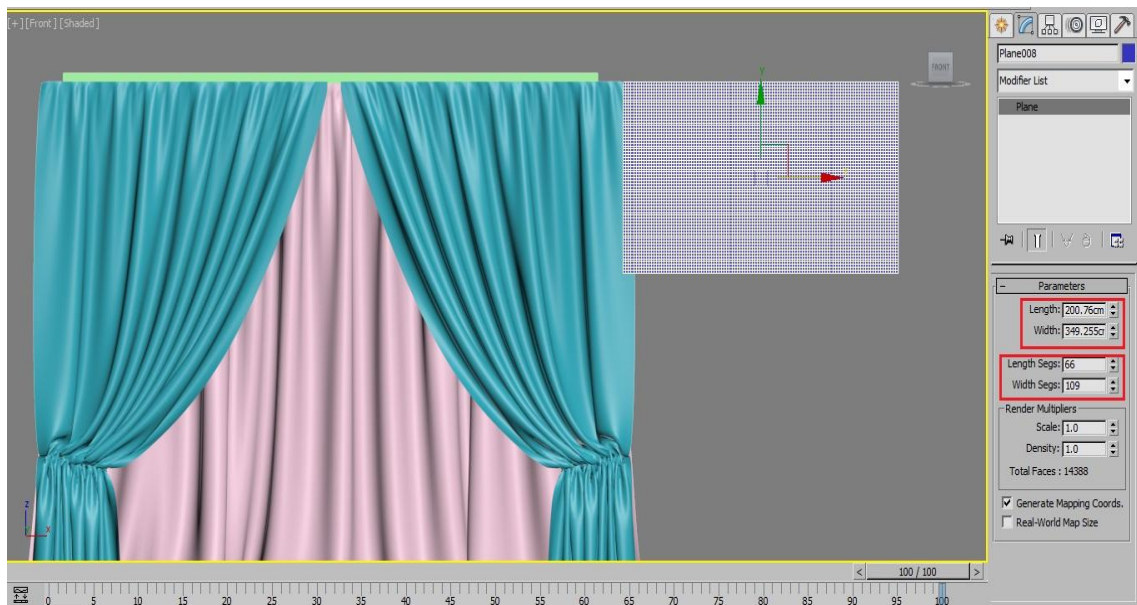 [+][Front][Shaded]
FRONT
Y
z
x
Plane008
Modifier List
Plane
Parameters
Length: 200.76cm
Width: 349.255cr
Length Segs: 66
Width Segs: 109
Render Multipliers
Scale: 1.0
Density: 1.0
Total Faces : 14388
Generate Mapping Coords.
Real-World Map Size
< 100 / 100 >
0 5 10 15 20 25 30 35 40 45 50 55 60 65 70 75 80 85 90 95 100